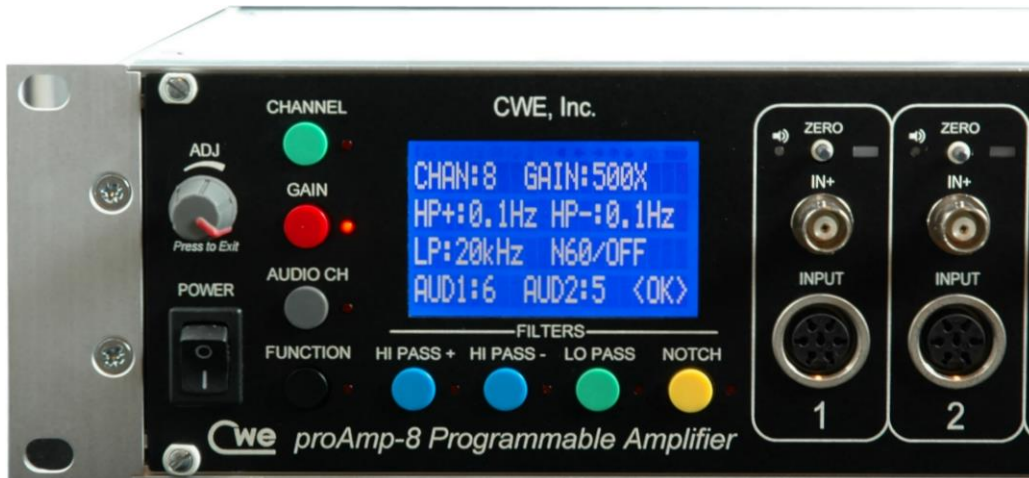 CWE, Inc.
CHANNEL
ADJ
GAIN
Press to Exit
AUDIO CH
POWER
FUNCTION
CHAN:8 GAIN:500X
HP+:0.1Hz HP-:0.1Hz
LP:20kHz N60/OFF
AUD1:6 AUD2:5 <OK>
FILTERS
HI PASS + HI PASS - LO PASS NOTCH
Cwe proAmp-8 Programmable Amplifier
ZERO
IN+
INPUT
1
ZERO
IN+
INPUT
2